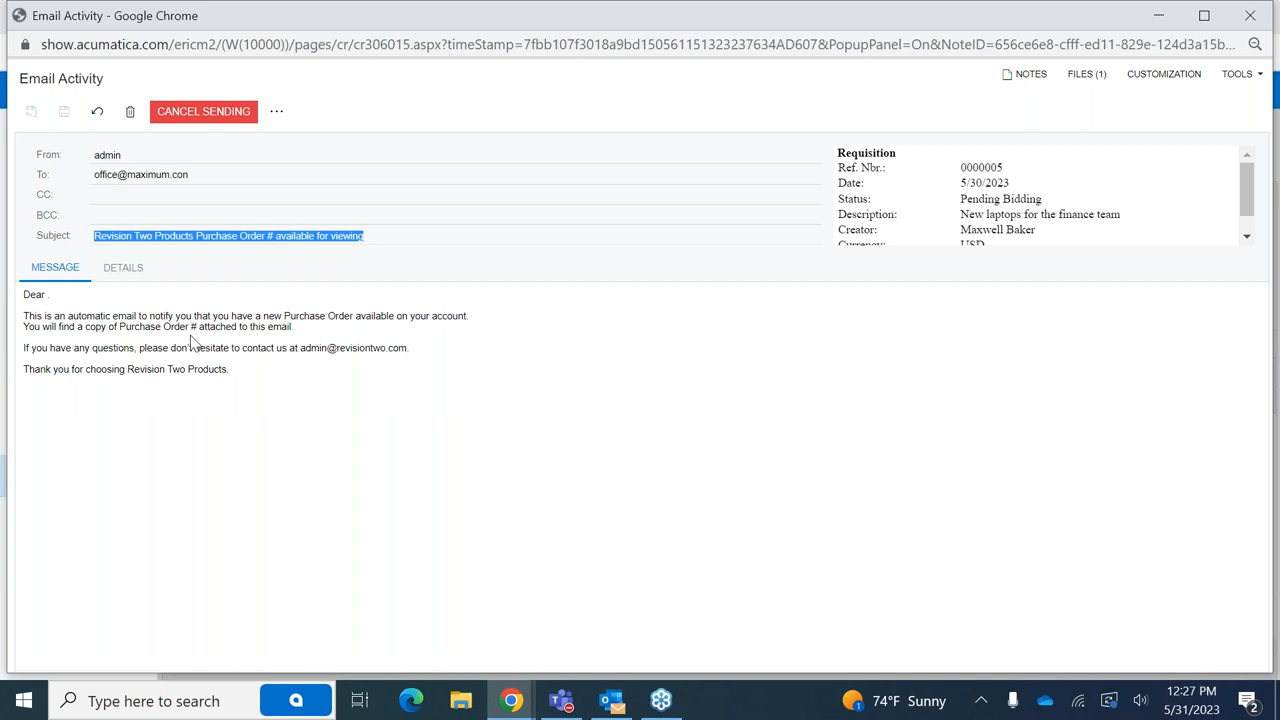 Email Activity - Google Chrome
show.acumatica.com/ericm2/(W(10000))/pages/cr/cr306015.aspx?timeStamp=7fbb107f3018a9bd150561151323237634AD607&PopupPanel=On&NoteID=656ce6e8-cfff-ed11-829e-124d3a15b...
Email Activity
NOTES FILES (1) CUSTOMIZATION TOOLS
CANCEL SENDING ...
From: admin
To: office@maximum.con
CC:
BCC:
Subject: Revision Two Products Purchase Order # available for viewing
Requisition
Ref. Nbr.: 0000005
Date: 5/30/2023
Status: Pending Bidding
Description: New laptops for the finance team
Creator: Maxwell Baker
Currency: USD
MESSAGE DETAILS
Dear .
This is an automatic email to notify you that you have a new Purchase Order available on your account.
You will find a copy of Purchase Order # attached to this email.
If you have any questions, please don't hesitate to contact us at admin@revisiontwo.com.
Thank you for choosing Revision Two Products.
Type here to search
74°F Sunny
12:27 PM
5/31/2023
2